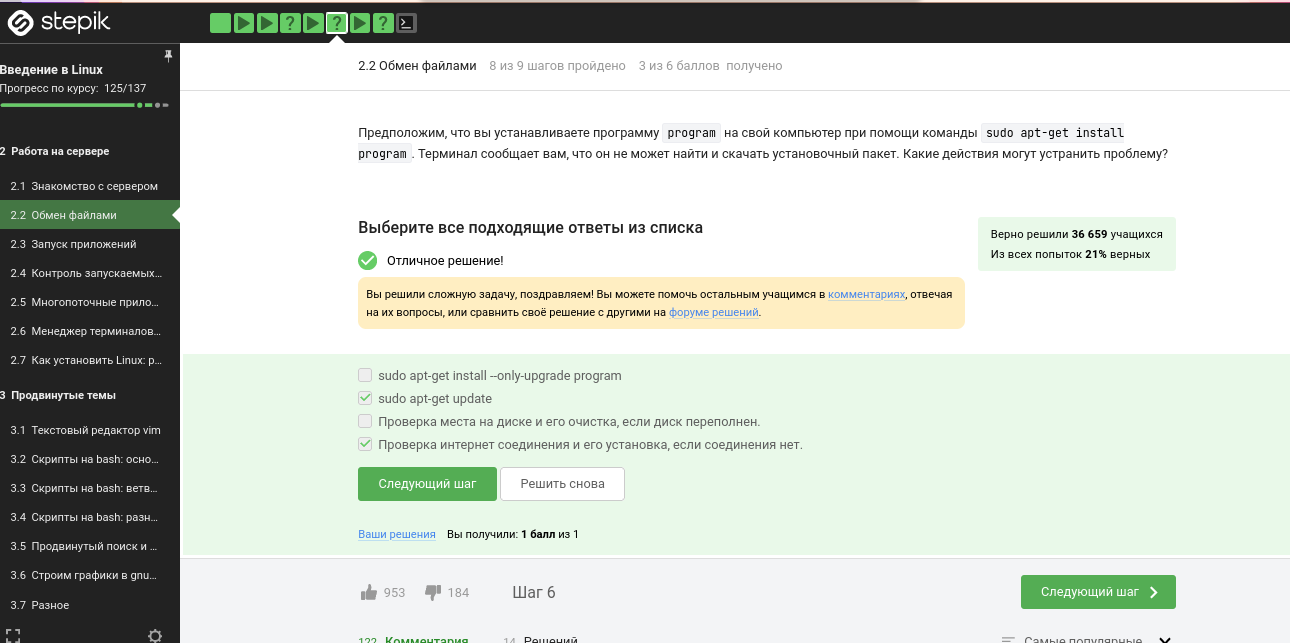 stepik
Введение в Linux
Прогресс по курсу: 125/137
2 Работа на сервере
2.1 Знакомство с сервером
2.2 Обмен файлами
2.3 Запуск приложений
2.4 Контроль запускаемых...
2.5 Многопоточные прило...
2.6 Менеджер терминалов...
2.7 Как установить Linux: р...
3 Продвинутые темы
3.1 Текстовый редактор vim
3.2 Скрипты на bash: осно...
3.3 Скрипты на bash: ветв...
3.4 Скрипты на bash: разн...
3.5 Продвинутый поиск и ...
3.6 Строим графики в gnu...
3.7 Разное
2.2 Обмен файлами 8 из 9 шагов пройдено 3 из 6 баллов получено
Предположим, что вы устанавливаете программу program на свой компьютер при помощи команды sudo apt-get install
program. Терминал сообщает вам, что он не может найти и скачать установочный пакет. Какие действия могут устранить проблему?
Выберите все подходящие ответы из списка
Верно решили 36 659 учащихся
Из всех попыток 21% верных
Отличное решение!
Вы решили сложную задачу, поздравляем! Вы можете помочь остальным учащимся в комментариях, отвечая
на их вопросы, или сравнить своё решение с другими на форуме решений.
sudo apt-get install --only-upgrade program
sudo apt-get update
Проверка места на диске и его очистка, если диск переполнен.
Проверка интернет соединения и его установка, если соединения нет.
Следующий шаг Решить снова
Ваши решения Вы получили: 1 балл из 1
953 184 Шаг 6 Следующий шаг
122 Комментария 14 Решений Самые популярные